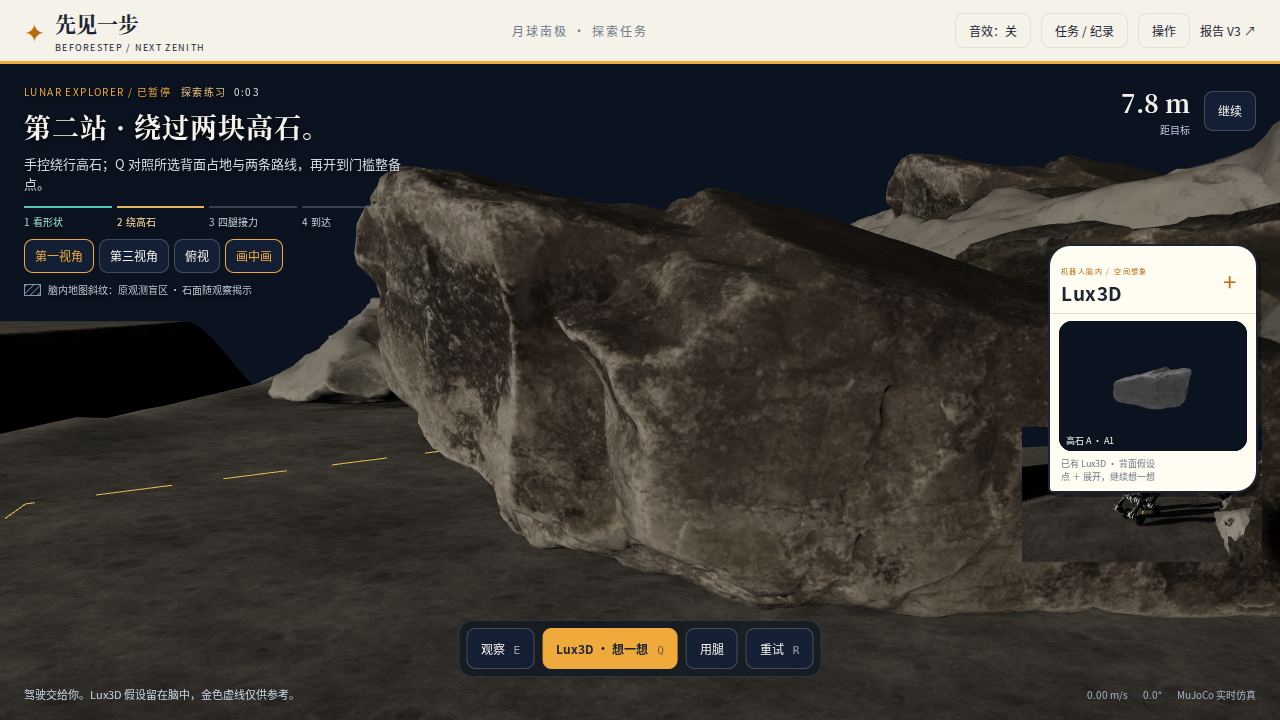 ✦ 先见一步
BEFORESTEP / NEXT ZENITH
月球南极 · 探索任务
音效：关
任务 / 纪录
操作
报告 V3 ↗
LUNAR EXPLORER / 已暂停 探索练习 0:03
第二站 · 绕过两块高石。
手控绕行高石；Q 对照所选背面占地与两条路线，再开到门槛整备
点。
1 看形状
2 绕高石
3 四腿接力
4 到达
第一视角
第三视角
俯视
画中画
脑内地图斜纹：原观测盲区 · 石面随观察揭示
7.8 m
距目标
继续
机器人脑内 / 空间想象
Lux3D
+
高石 A · A1
已有 Lux3D · 背面假设
点 ＋ 展开，继续想一想
观察 E
Lux3D · 想一想 Q
用腿
重试 R
驾驶交给你。Lux3D 假设留在脑中，金色虚线仅供参考。
0.00 m/s 0.0° MuJoCo 实时仿真